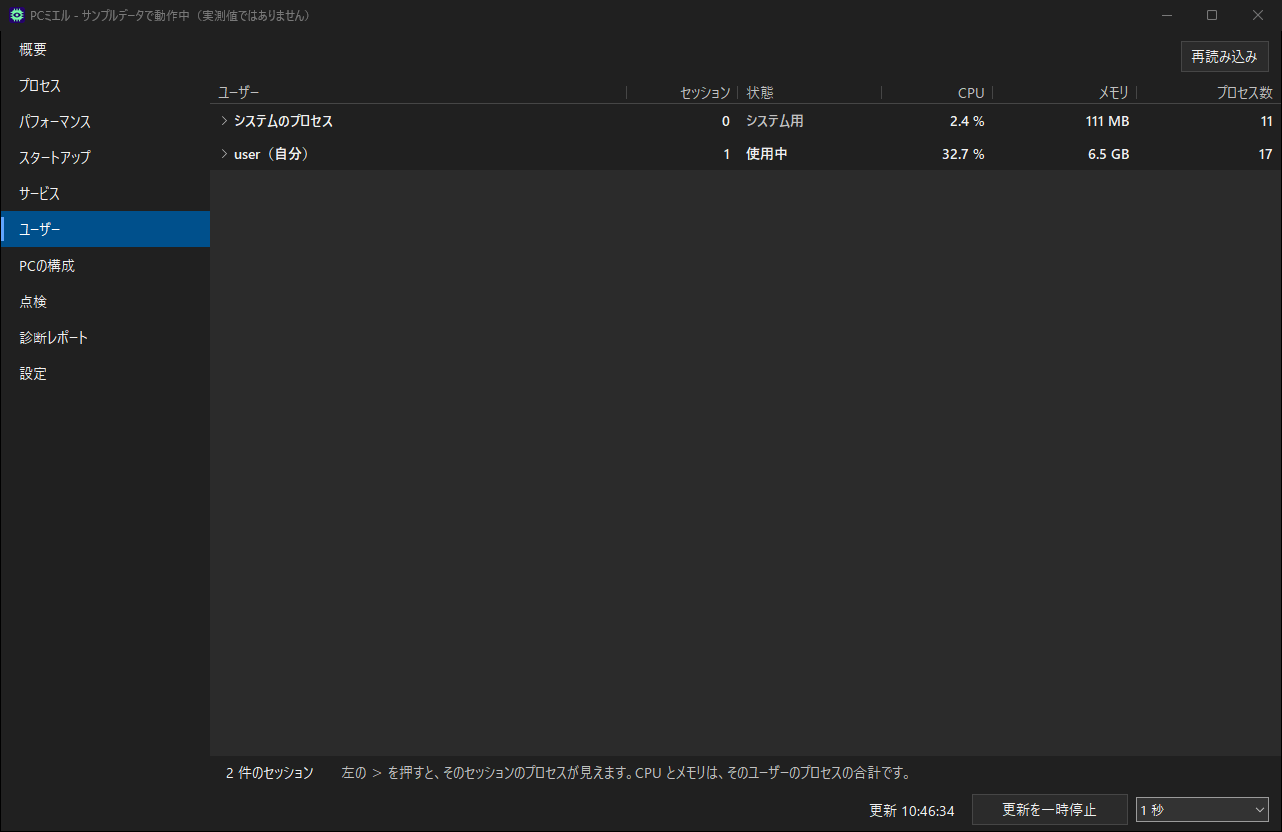 PCミエル - サンプルデータで動作中（実測値ではありません）
概要
プロセス
パフォーマンス
スタートアップ
サービス
ユーザー
PCの構成
点検
診断レポート
設定
再読み込み
ユーザー セッション 状態 CPU メモリ プロセス数
> システムのプロセス 0 システム用 2.4 % 111 MB 11
> user（自分） 1 使用中 32.7 % 6.5 GB 17
2 件のセッション 左の > を押すと、そのセッションのプロセスが見えます。CPU とメモリは、そのユーザーのプロセスの合計です。
更新 10:46:34 更新を一時停止 1 秒